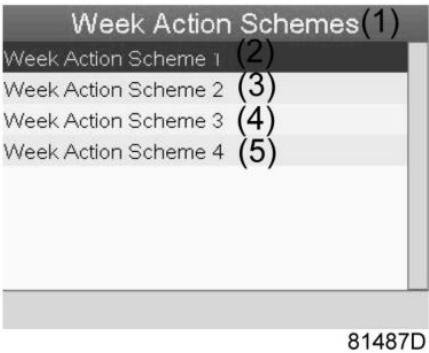 Week Action Schemes(1)
Week Action Scheme 1 (2)
Week Action Scheme 2 (3)
Week Action Scheme 3 (4)
Week Action Scheme 4 (5)
81487D